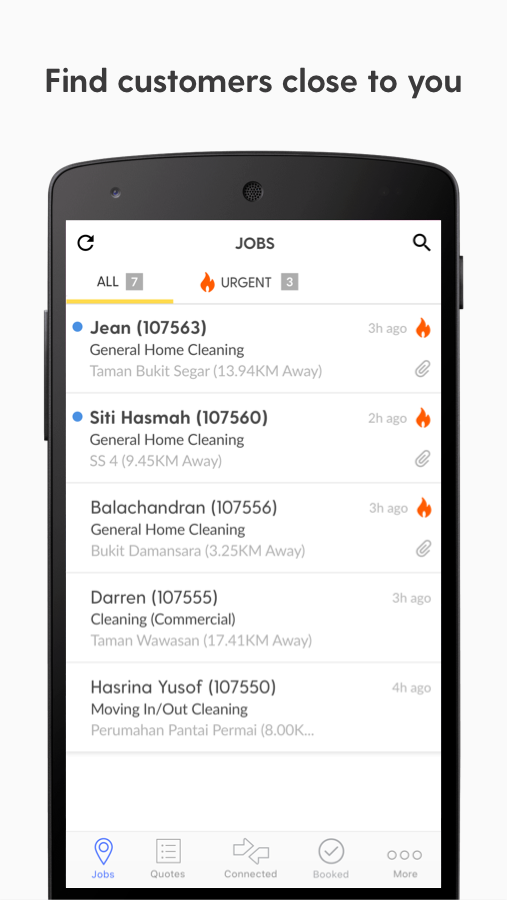 Find customers close to you
JOBS
ALL 7
URGENT 3
Jean (107563)
3h ago
General Home Cleaning
Taman Bukit Segar (13.94KM Away)
Siti Hasmah (107560)
2h ago
General Home Cleaning
SS 4 (9.45KM Away)
Balachandran (107556)
3h ago
General Home Cleaning
Bukit Damansara (3.25KM Away)
Darren (107555)
3h ago
Cleaning (Commercial)
Taman Wawasan (17.41KM Away)
Hasrina Yusof (107550)
4h ago
Moving In/Out Cleaning
Perumahan Pantai Permai (8.00K...
Jobs
Quotes
Connected
Booked
More